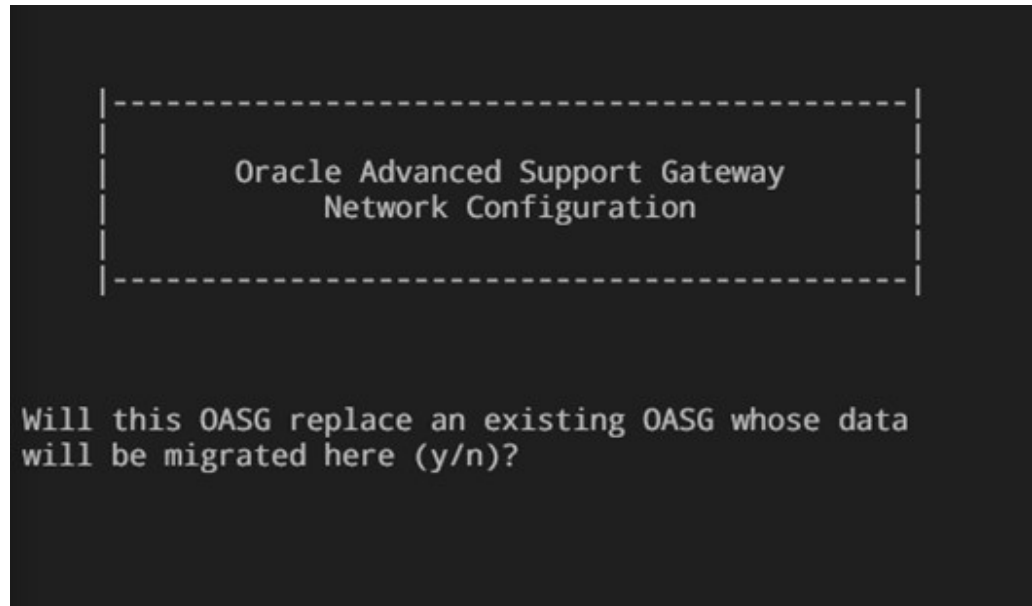 Oracle Advanced Support Gateway
Network Configuration
Will this OASG replace an existing OASG whose data
will be migrated here (y/n)?